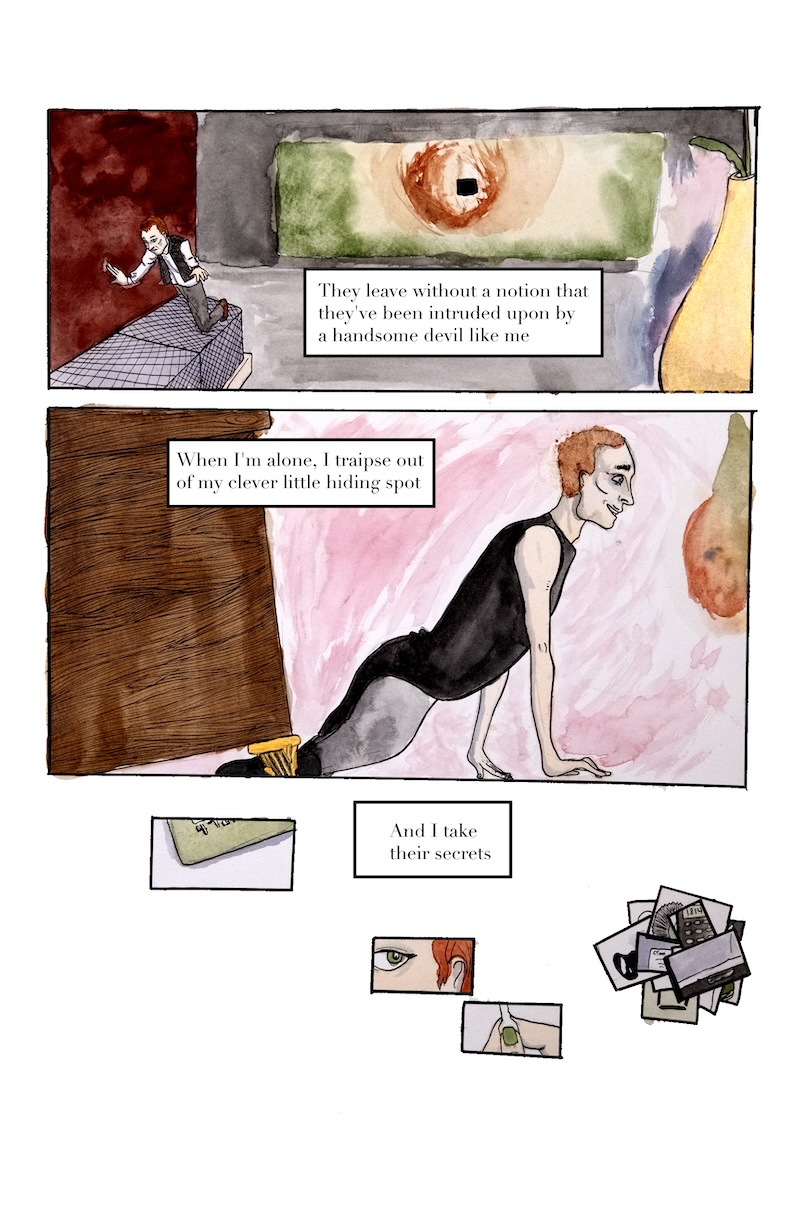 They leave without a notion that
they've been intruded upon by
a handsome devil like me
When I'm alone, I traipse out
of my clever little hiding spot
And I take
their secrets